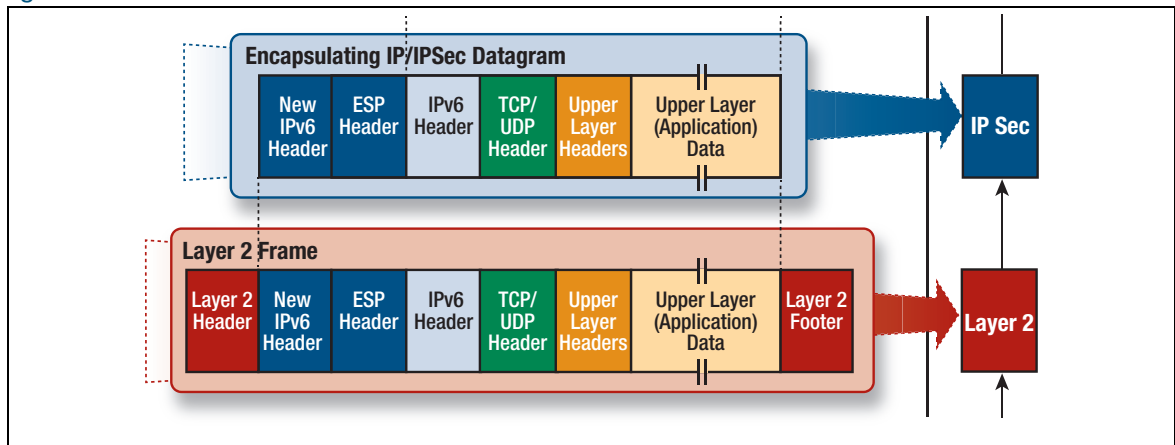 Encapsulating IP/IPSec Datagram
New
IPv6
Header
ESP
Header
IPv6
Header
TCP/
UDP
Header
Upper
Layer
Headers
Upper Layer
(Application)
Data
IP Sec
Layer 2 Frame
Layer 2
Header
New
IPv6
Header
ESP
Header
IPv6
Header
TCP/
UDP
Header
Upper
Layer
Headers
Upper Layer
(Application)
Data
Layer 2
Footer
Layer 2